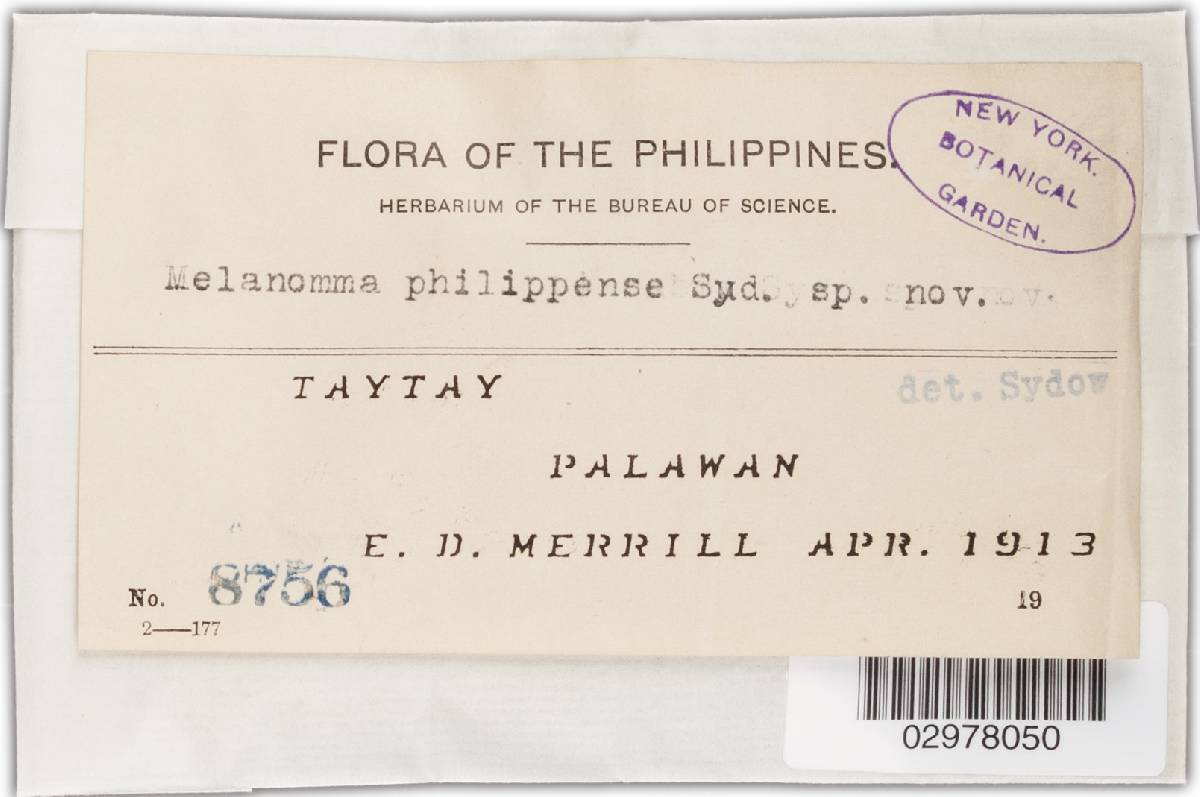 FLORA OF THE PHILIPPINES.
HERBARIUM OF THE BUREAU OF SCIENCE.
NEW YORK.
BOTANICAL
GARDEN.
Melanomma philippense Syd. sp. nov.
TAYTAY
det. Sydow
PALAWAN
E. D. MERRILL APR. 1913
No. 8756
19
2—177
02978050